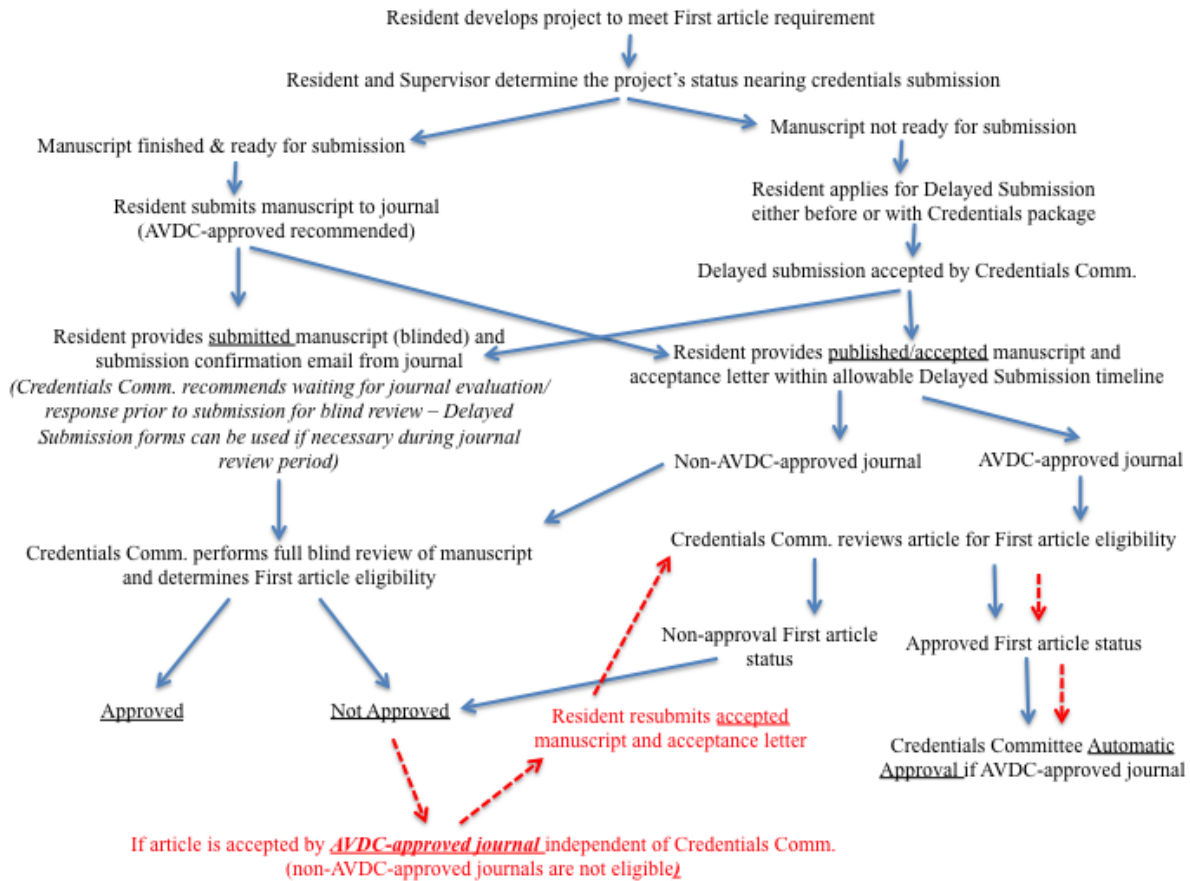 Resident develops project to meet First article requirement
Resident and Supervisor determine the project's status nearing credentials submission
Manuscript finished & ready for submission
Manuscript not ready for submission
Resident submits manuscript to journal
(AVDC-approved recommended)
Resident applies for Delayed Submission
either before or with Credentials package
Delayed submission accepted by Credentials Comm.
Resident provides submitted manuscript (blinded) and
submission confirmation email from journal
(Credentials Comm. recommends waiting for journal evaluation/
response prior to submission for blind review – Delayed
Submission forms can be used if necessary during journal
review period)
Resident provides published/accepted manuscript and
acceptance letter within allowable Delayed Submission timeline
Non-AVDC-approved journal
AVDC-approved journal
Credentials Comm. performs full blind review of manuscript
and determines First article eligibility
Credentials Comm. reviews article for First article eligibility
Non-approval First article
status
Approved First article status
Approved
Not Approved
Resident resubmits accepted
manuscript and acceptance letter
Credentials Committee Automatic
Approval if AVDC-approved journal
If article is accepted by AVDC-approved journal independent of Credentials Comm.
(non-AVDC-approved journals are not eligible)